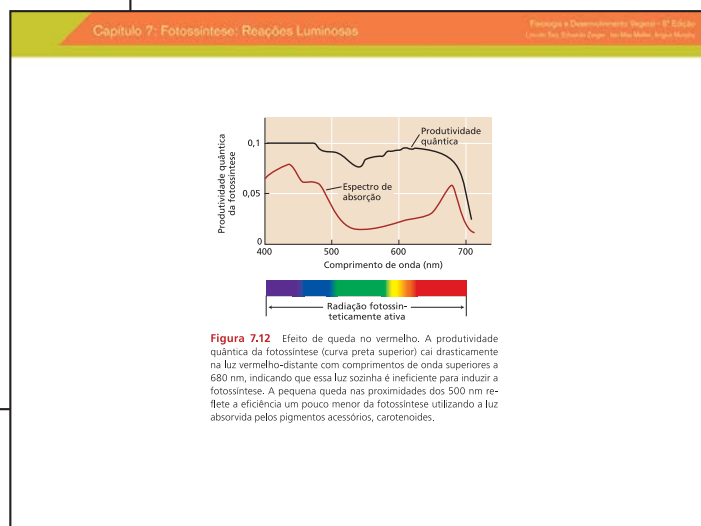 Capítulo 7: Fotossíntese: Reações Luminosas
Fisiologia e Desenvolvimento Vegetal – 6ª Edição
Lincoln Taiz, Eduardo Zeiger, Ian Max Møller, Angus Murphy
Produtividade quântica
da fotossíntese
0,1
0,05
0
Produtividade
quântica
Espectro de
absorção
400
500
600
700
Comprimento de onda (nm)
Radiação fotossin-
teticamente ativa
Figura 7.12 Efeito de queda no vermelho. A produtividade
quântica da fotossíntese (curva preta superior) cai drasticamente
na luz vermelho-distante com comprimentos de onda superiores a
680 nm, indicando que essa luz sozinha é ineficiente para induzir a
fotossíntese. A pequena queda nas proximidades dos 500 nm re-
flete a eficiência um pouco menor da fotossíntese utilizando a luz
absorvida pelos pigmentos acessórios, carotenoides.